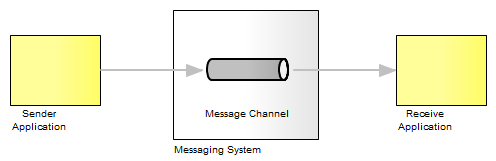 Sender
Application
Message Channel
Messaging System
Receive
Application